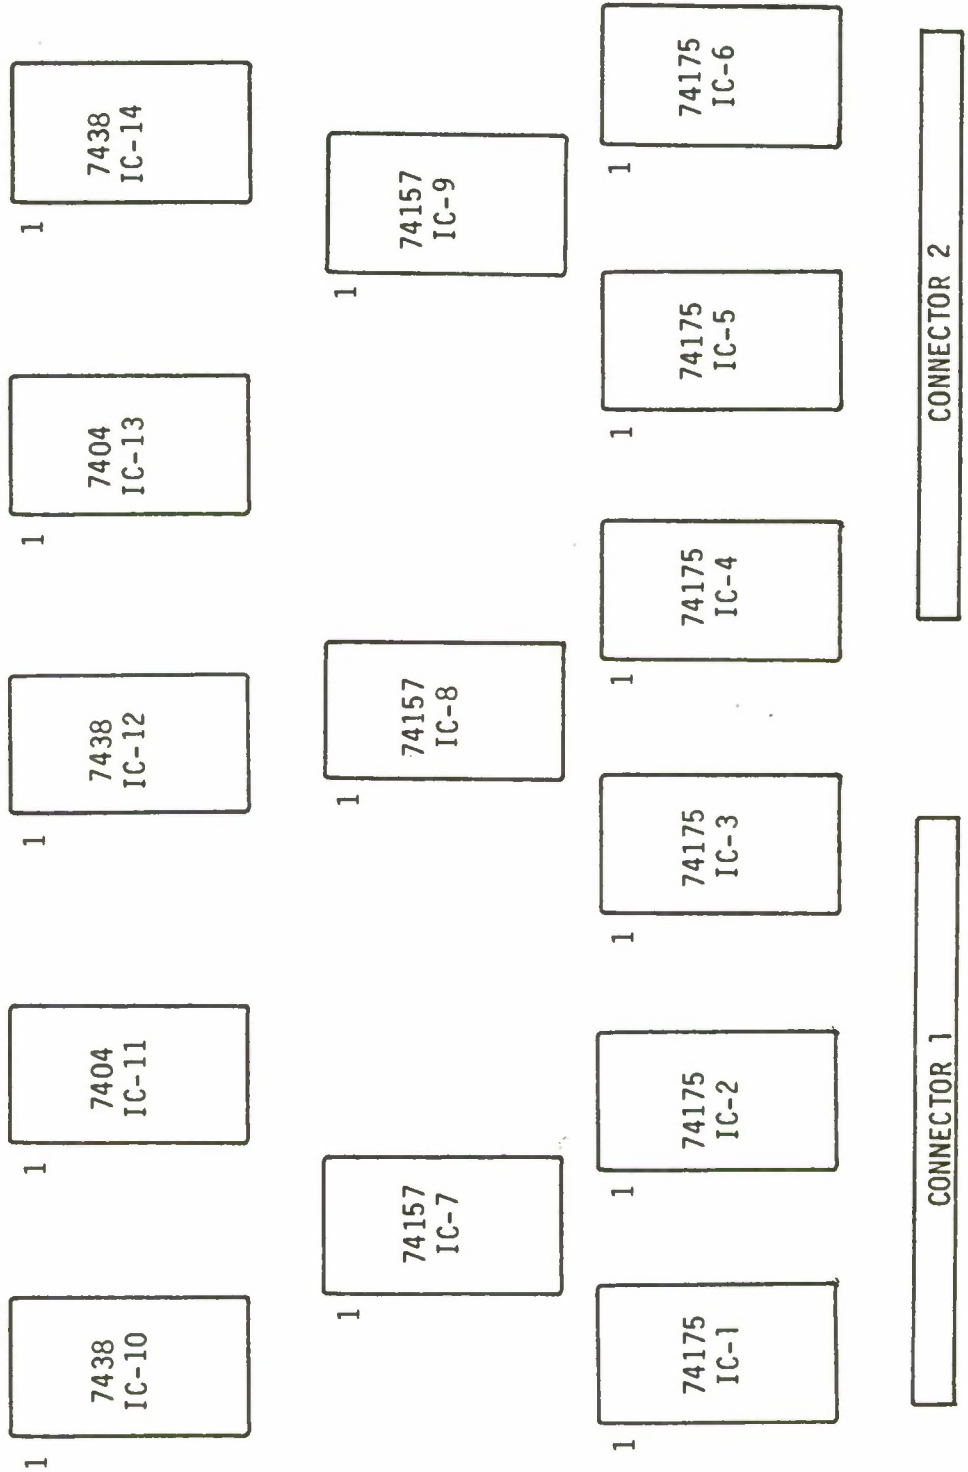 1
7438
IC-10
1
7404
IC-11
1
7438
IC-12
1
7404
IC-13
1
7438
IC-14
1
74157
IC-7
1
74157
IC-8
1
74157
IC-9
1
74175
IC-1
1
74175
IC-2
1
74175
IC-3
1
74175
IC-4
1
74175
IC-5
1
74175
IC-6
CONNECTOR 1
CONNECTOR 2